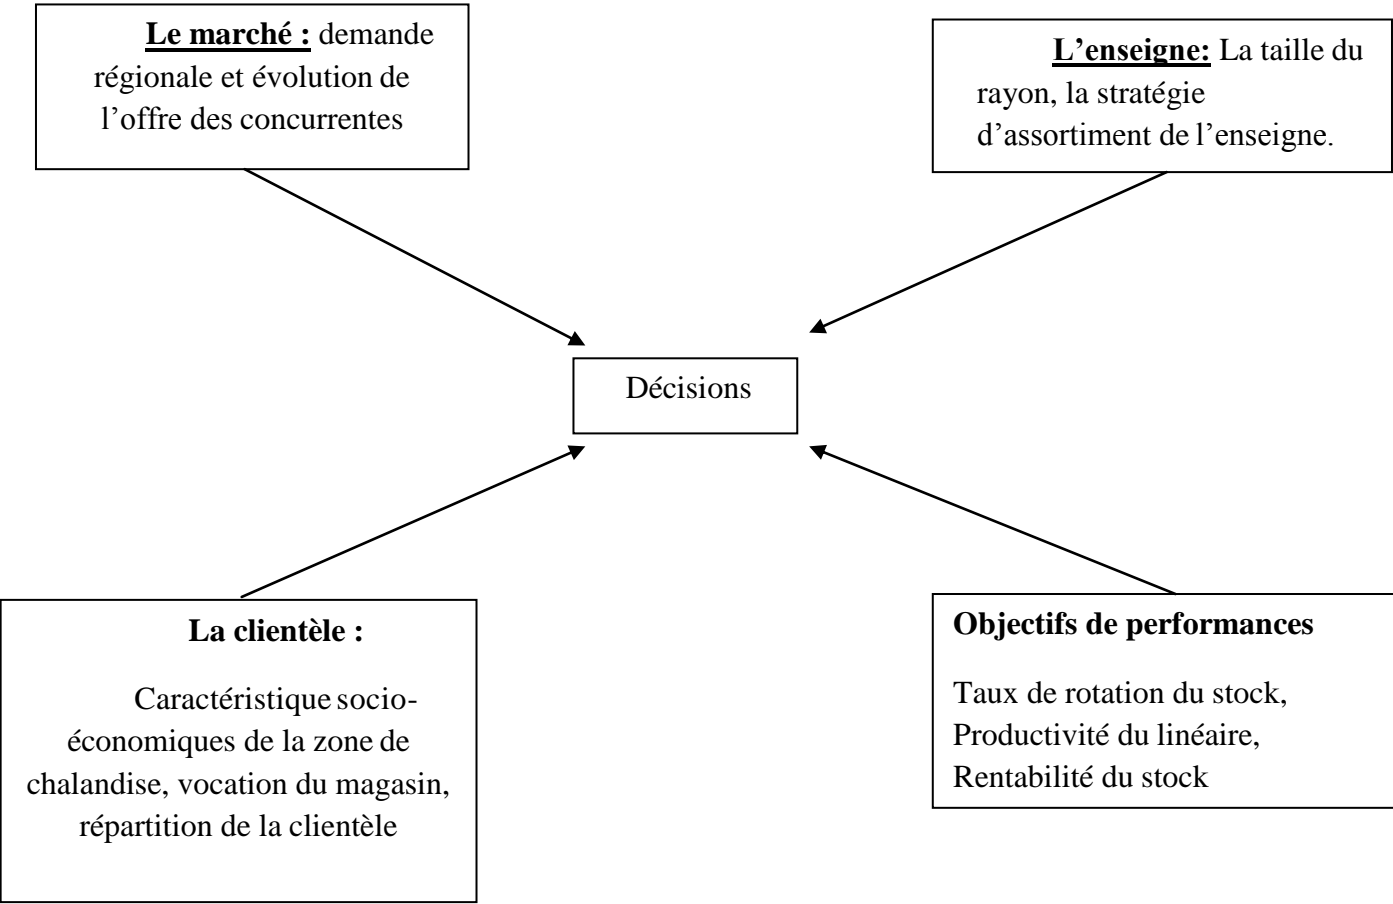 Le marché : demande
régionale et évolution de
l’offre des concurrentes
L’enseigne: La taille du
rayon, la stratégie
d’assortiment de l’enseigne.
Décisions
La clientèle :
Caractéristique socio-
économiques de la zone de
chalandise, vocation du magasin,
répartition de la clientèle
Objectifs de performances
Taux de rotation du stock,
Productivité du linéaire,
Rentabilité du stock